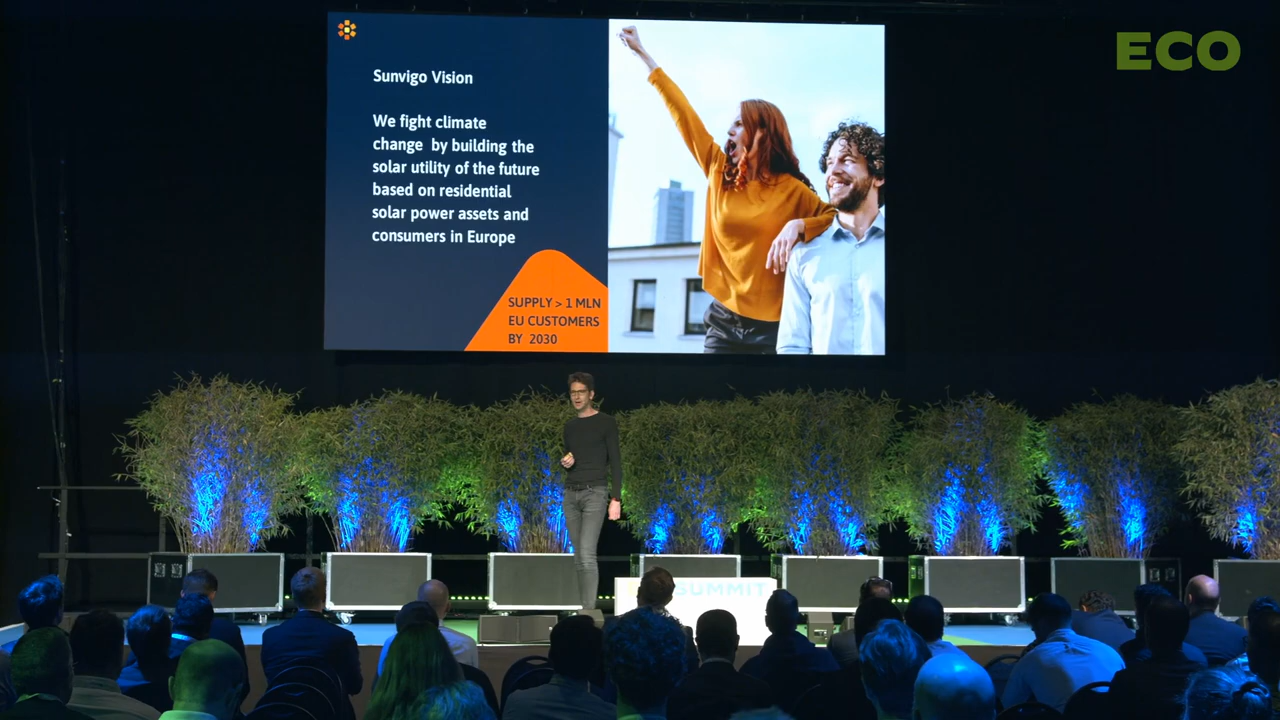 ECO
Sunvigo Vision
We fight climate
change by building the
solar utility of the future
based on residential
solar power assets and
consumers in Europe
SUPPLY > 1 MLN
EU CUSTOMERS
BY 2030
SUMMIT